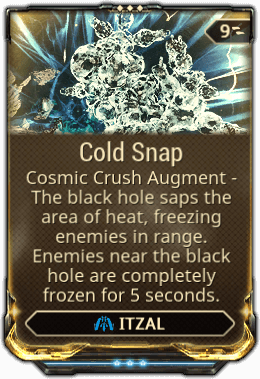 9
Cold Snap
Cosmic Crush Augment -
The black hole saps the
area of heat, freezing
enemies in range.
Enemies near the black
hole are completely
frozen for 5 seconds.
ITZAL